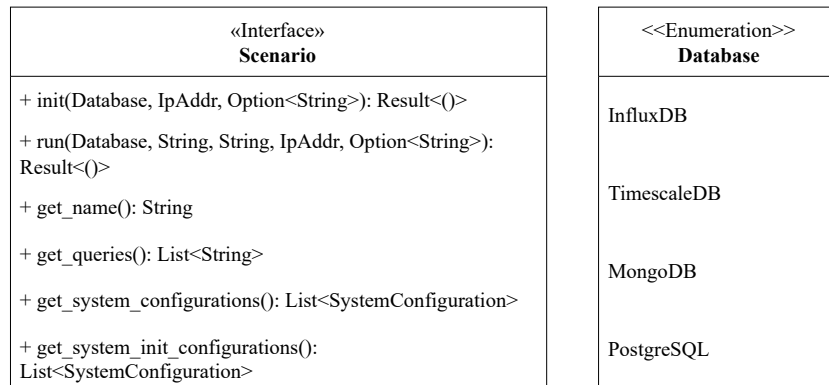 «Interface»
Scenario
+ init(Database, IpAddr, Option<String>): Result<()>
+ run(Database, String, String, IpAddr, Option<String>):
Result<()>
+ get_name(): String
+ get_queries(): List<String>
+ get_system_configurations(): List<SystemConfiguration>
+ get_system_init_configurations():
List<SystemConfiguration>
<<Enumeration>>
Database
InfluxDB
TimescaleDB
MongoDB
PostgreSQL